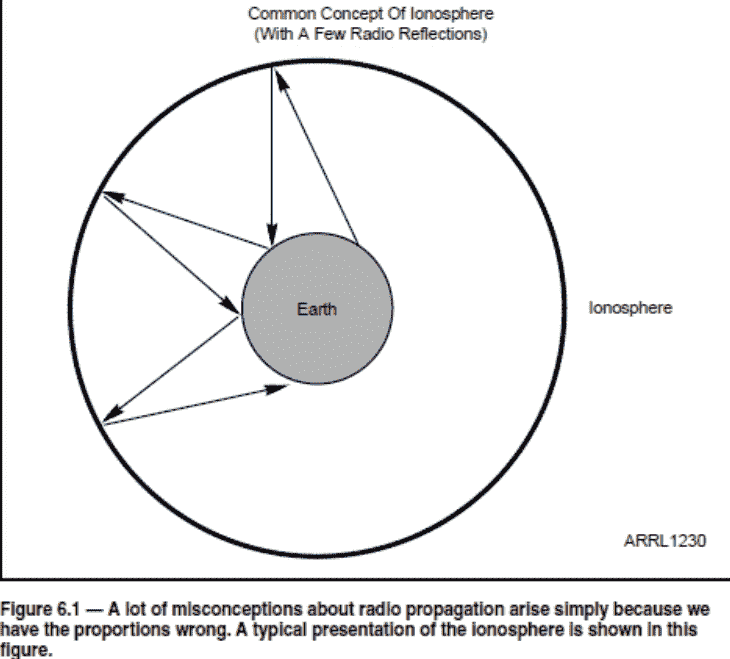 Common Concept Of Ionosphere
(With A Few Radio Reflections)
Earth
Ionosphere
ARRL1230
Figure 6.1 — A lot of misconceptions about radio propagation arise simply because we
have the proportions wrong. A typical presentation of the ionosphere is shown in this
figure.